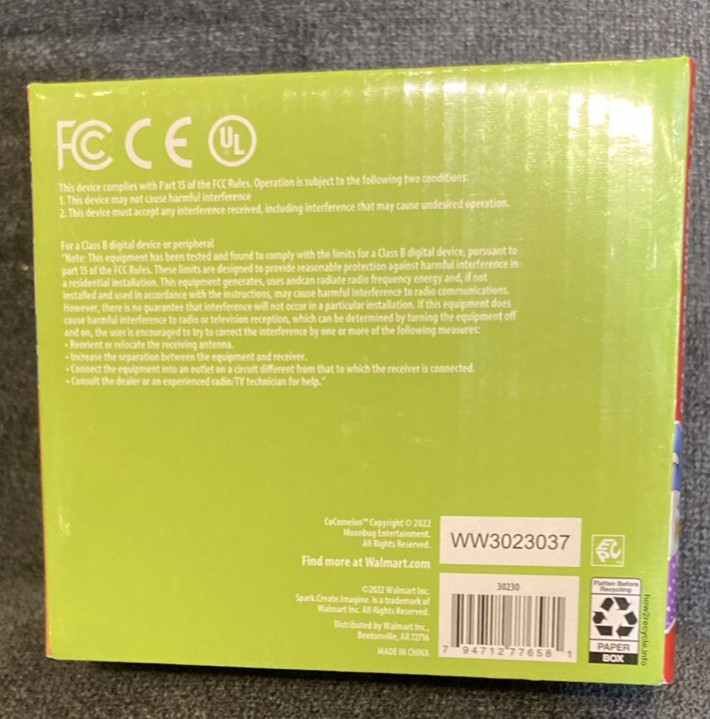 FC CE UL
This device complies with Part 15 of the FCC Rules. Operation is subject to the following two conditions:
1. This device may not cause harmful interference
2. This device must accept any interference received, including interference that may cause undesired operation.
For a Class B digital device or peripheral
"Note: This equipment has been tested and found to comply with the limits for a Class B digital device, pursuant to
part 15 of the FCC Rules. These limits are designed to provide reasonable protection against harmful interference in
a residential installation. This equipment generates, uses andcan radiate radio frequency energy and, if not
installed and used in accordance with the instructions, may cause harmful interference to radio communications.
However, there is no guarantee that interference will not occur in a particular installation. If this equipment does
cause harmful interference to radio or television reception, which can be determined by turning the equipment off
and on, the user is encouraged to try to correct the interference by one or more of the following measures:
• Reorient or relocate the receiving antenna.
• Increase the separation between the equipment and receiver.
• Connect the equipment into an outlet on a circuit different from that to which the receiver is connected.
• Consult the dealer or an experienced radio/TV technician for help."
CoComelon™ Copyright © 2022
Moonbug Entertainment.
All Rights Reserved.
Find more at Walmart.com
WW3023037
©2022 Walmart Inc.
Spark.Create.Imagine. is a trademark of
Walmart Inc. All Rights Reserved.
Distributed by Walmart Inc.,
Bentonville, AR 72716
MADE IN CHINA
30230
7 94712 77658 1
Flatten Before
Recycling
PAPER
BOX
how2recycle.info